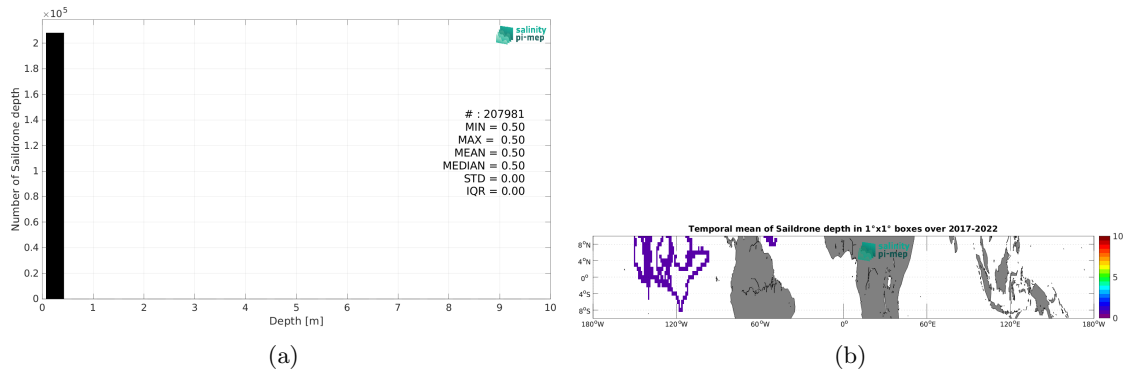 ×10⁵
2
1.8
1.6
1.4
1.2
1
0.8
0.6
0.4
0.2
0
Number of Saildrone depth
salinity
pi-mep
# : 207981
MIN = 0.50
MAX = 0.50
MEAN = 0.50
MEDIAN = 0.50
STD = 0.00
IQR = 0.00
1 2 3 4 5 6 7 8 9 10
Depth [m]
(a)
Temporal mean of Saildrone depth in 1°x1° boxes over 2017-2022
salinity
pi-mep
8°N
4°N
0°
4°S
8°S
180°W 120°W 60°W 0° 60°E 120°E 180°W
10
5
0
(b)